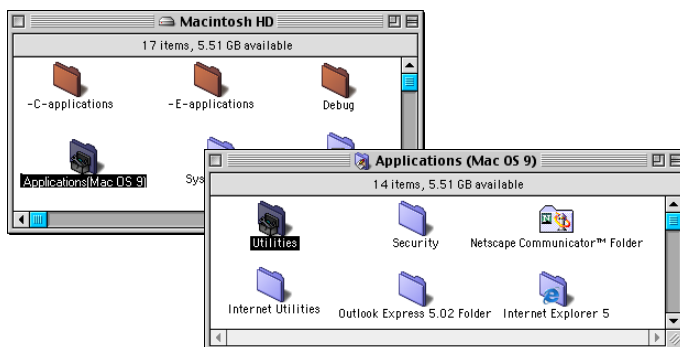 Macintosh HD
17 items, 5.51 GB available
-C-applications
-E-applications
Debug
Applications(Mac OS 9)
Sys
Applications (Mac OS 9)
14 items, 5.51 GB available
Utilities
Security
Netscape Communicator™ Folder
Internet Utilities
Outlook Express 5.02 Folder
Internet Explorer 5